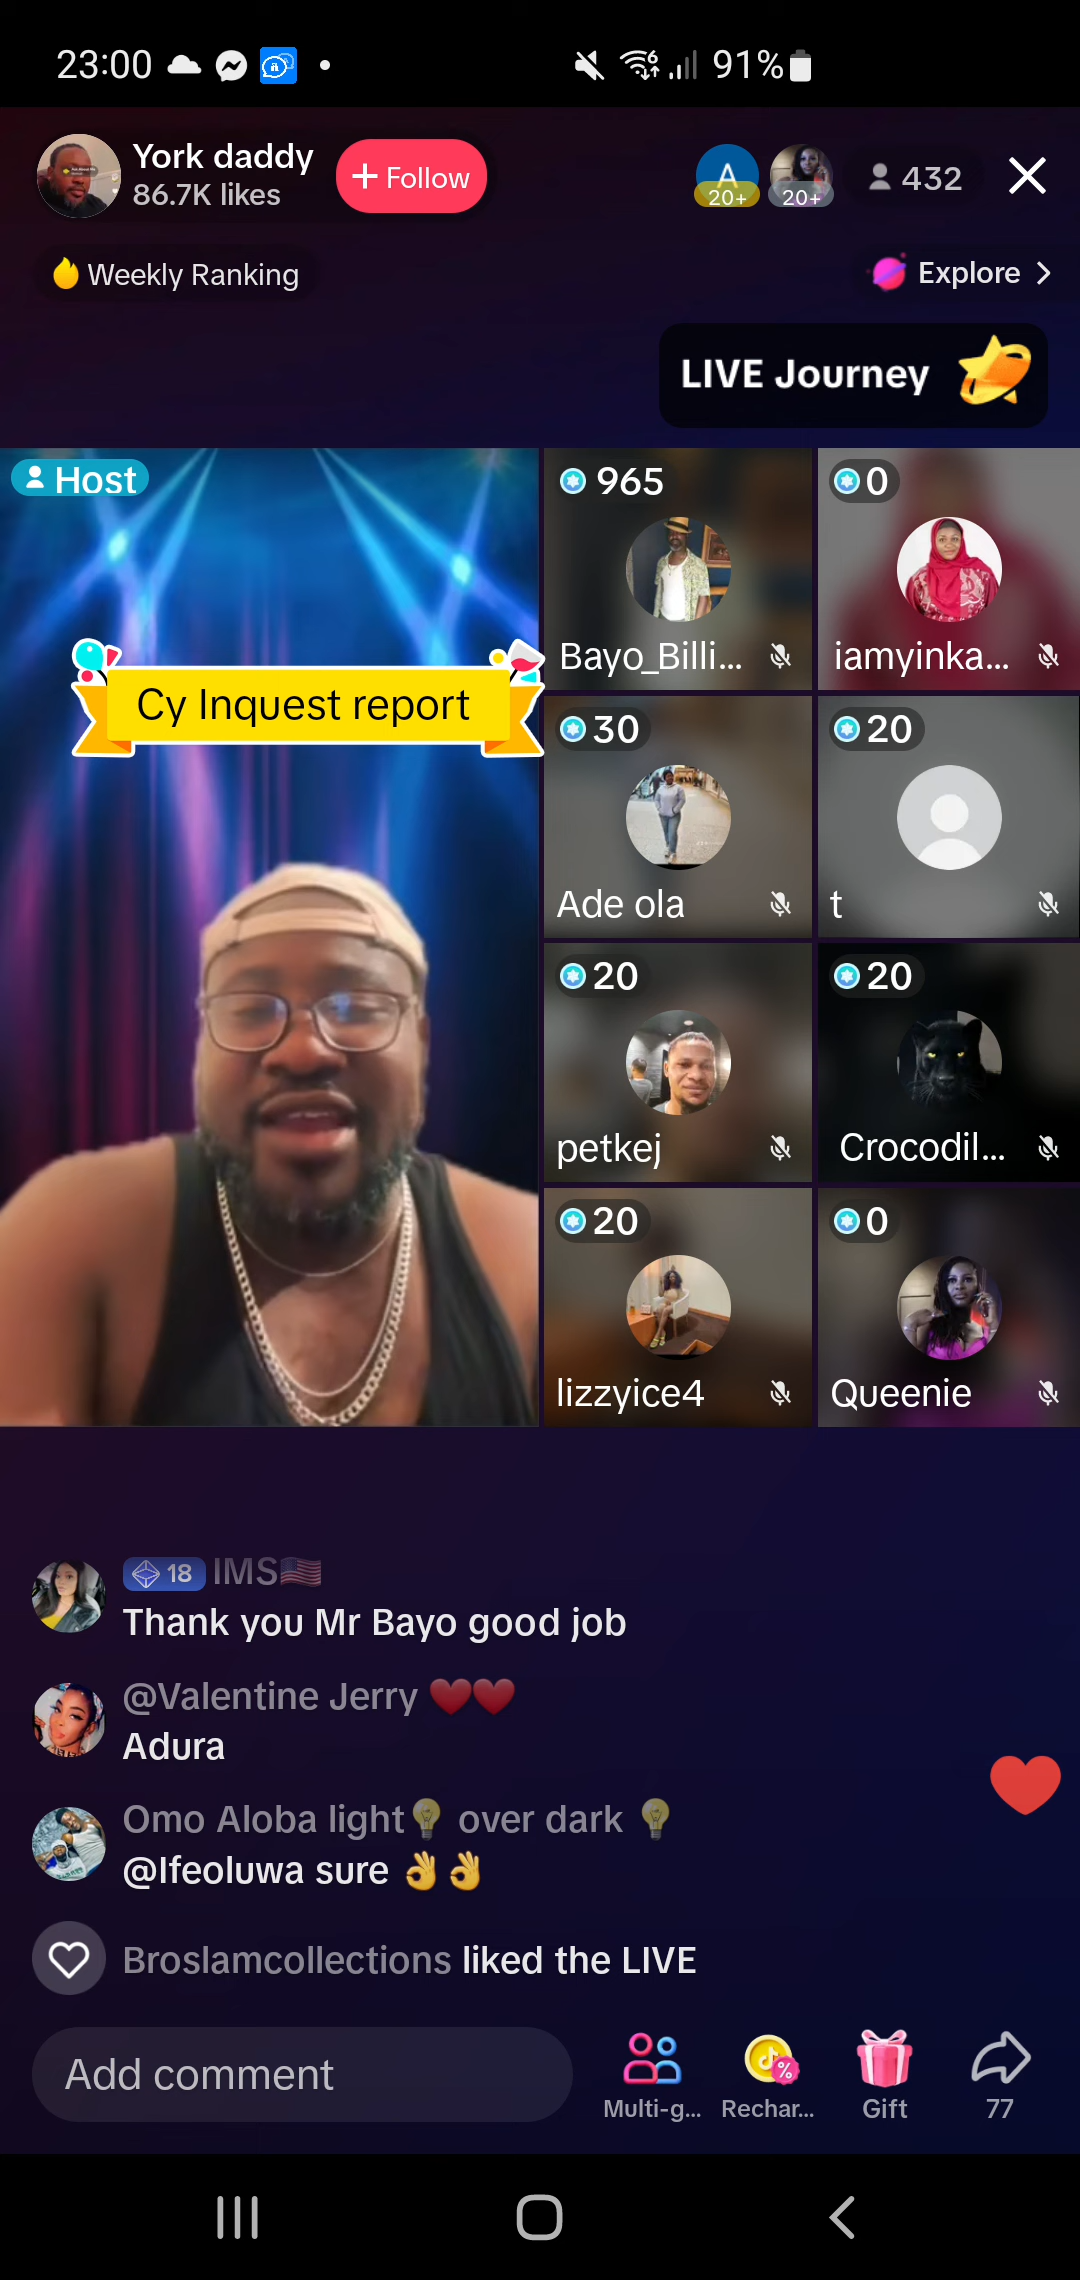 23:00
91%
York daddy
86.7K likes
+ Follow
A
20+
20+
432
Weekly Ranking
Explore
LIVE Journey
Host
Cy Inquest report
965
Bayo_Billi...
0
iamyinka...
30
Ade ola
20
t
20
petkej
20
Crocodil...
20
lizzyice4
0
Queenie
18 IMS🇺🇸
Thank you Mr Bayo good job
@Valentine Jerry ❤️❤️
Adura
Omo Aloba light💡 over dark 💡
@Ifeoluwa sure 👌👌
Broslamcollections liked the LIVE
Add comment
Multi-g...
Rechar...
Gift
77